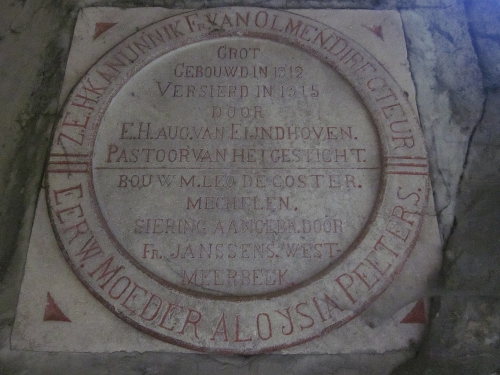 Z.E.H. KANUNNIK FR. VAN OLMEN DIRECTEUR
GROT
GEBOUWD IN 1912
VERSIERD IN 1915
DOOR
E.H. AUG. VAN EIJNDHOVEN.
PASTOOR VAN HET GESTICHT.
BOUWM. LEO DE COSTER.
MECHELEN.
SIERING AANGEBR. DOOR
FR. JANSSENS. WEST-
MEERBEEK.
EERW. MOEDER ALOYSIA PEETERS.